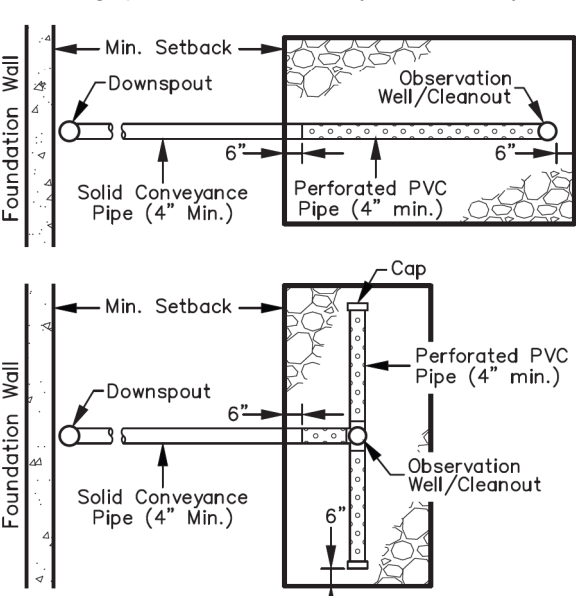 Min. Setback
Downspout
Observation
Well/Cleanout
Foundation Wall
6"
6"
Solid Conveyance
Pipe (4" Min.)
Perforated PVC
Pipe (4" min.)
Cap
Min. Setback
Perforated PVC
Pipe (4" min.)
Downspout
6"
Foundation Wall
Observation
Well/Cleanout
Solid Conveyance
Pipe (4" Min.)
6"